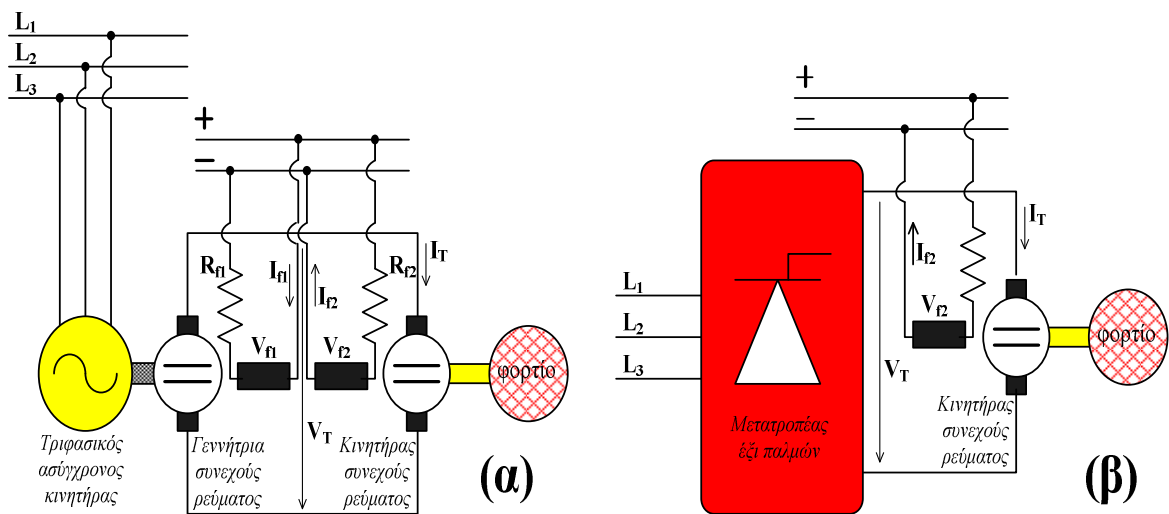 L1
L2
L3
+
−
Rf1
If1
If2
Rf2
IT
Vf1
Vf2
φορτίο
VT
Τριφασικός
ασύγχρονος
κινητήρας
Γεννήτρια
συνεχούς
ρεύματος
Κινητήρας
συνεχούς
ρεύματος
(α)
+
−
IT
If2
L1
L2
L3
Vf2
φορτίο
VT
Μετατροπέας
έξι παλμών
Κινητήρας
συνεχούς
ρεύματος
(β)